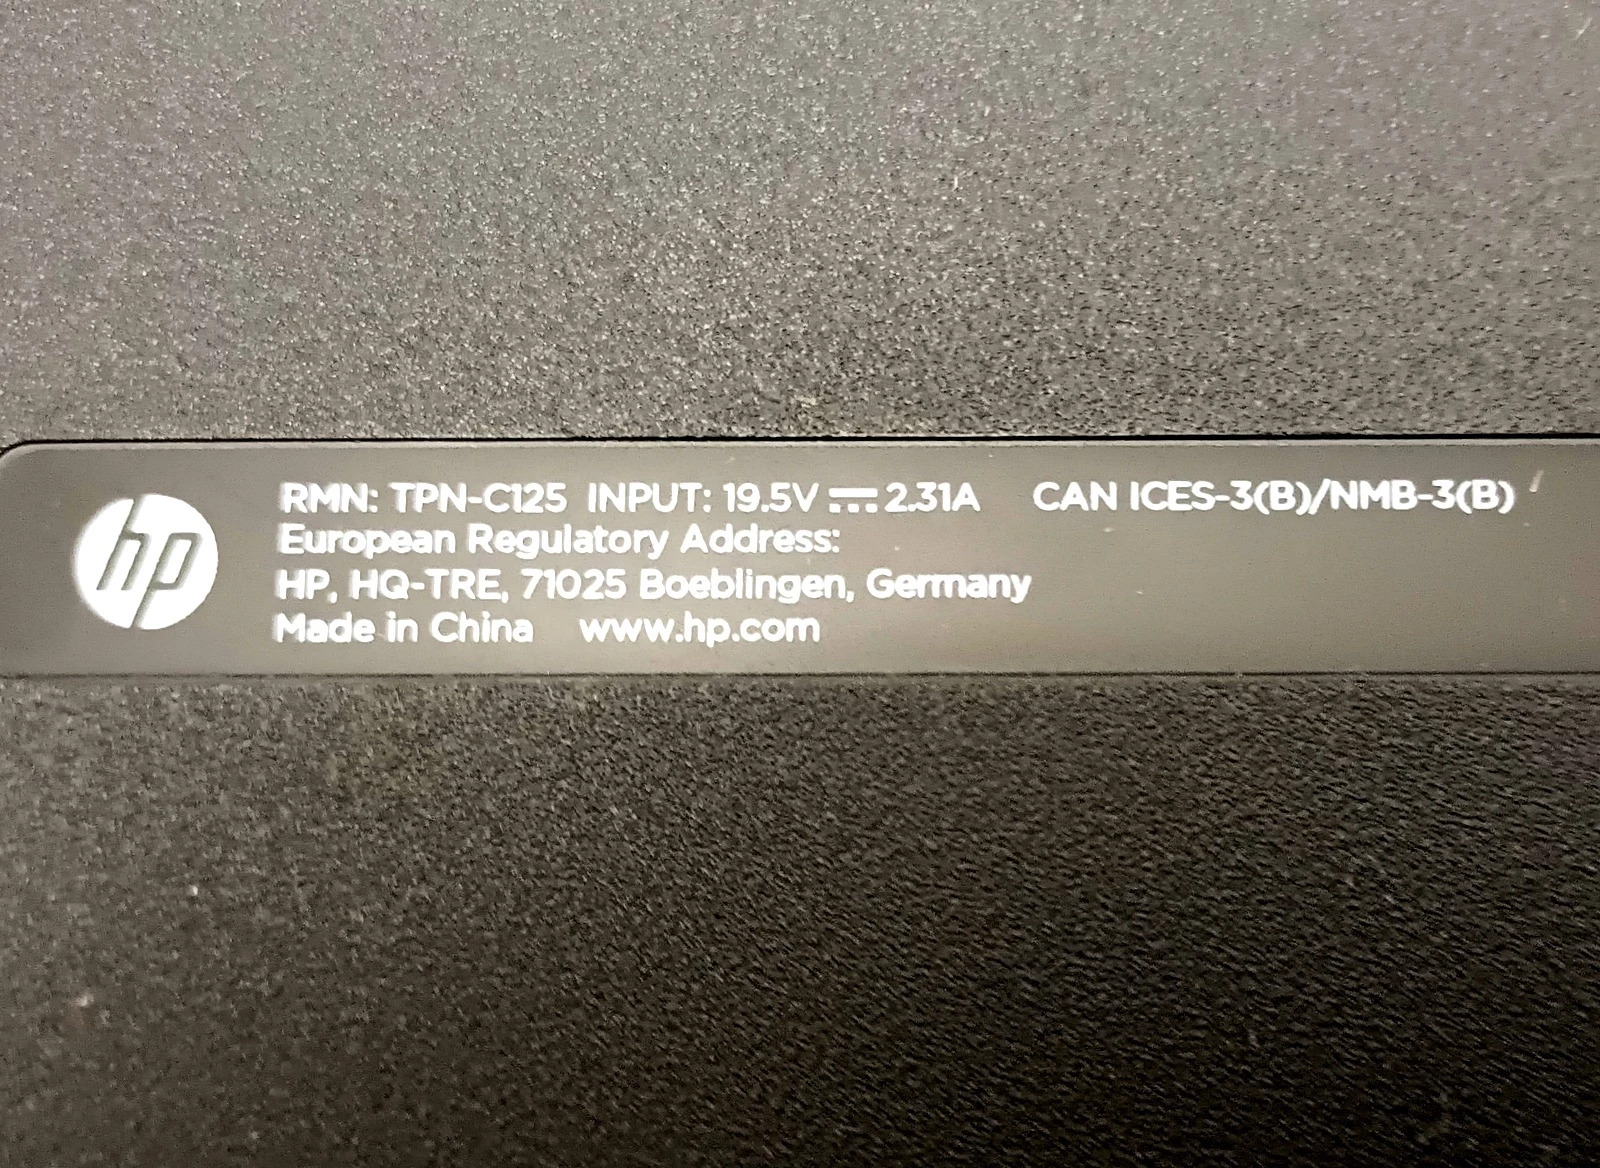 hp
RMN: TPN-C125 INPUT: 19.5V ⎓ 2.31A CAN ICES-3(B)/NMB-3(B)
European Regulatory Address:
HP, HQ-TRE, 71025 Boeblingen, Germany
Made in China www.hp.com